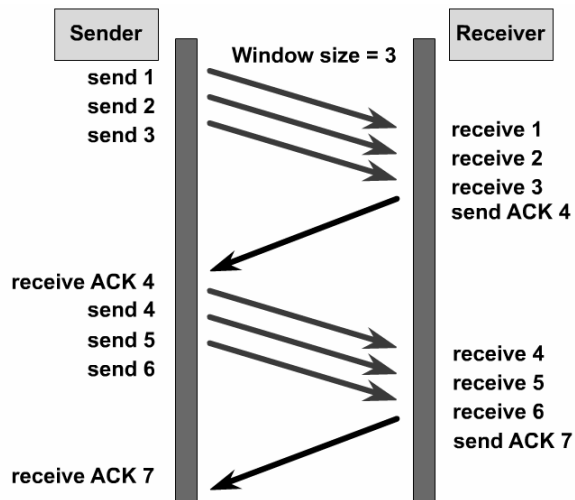 Sender
Receiver
Window size = 3
send 1
send 2
send 3
receive 1
receive 2
receive 3
send ACK 4
receive ACK 4
send 4
send 5
send 6
receive 4
receive 5
receive 6
send ACK 7
receive ACK 7